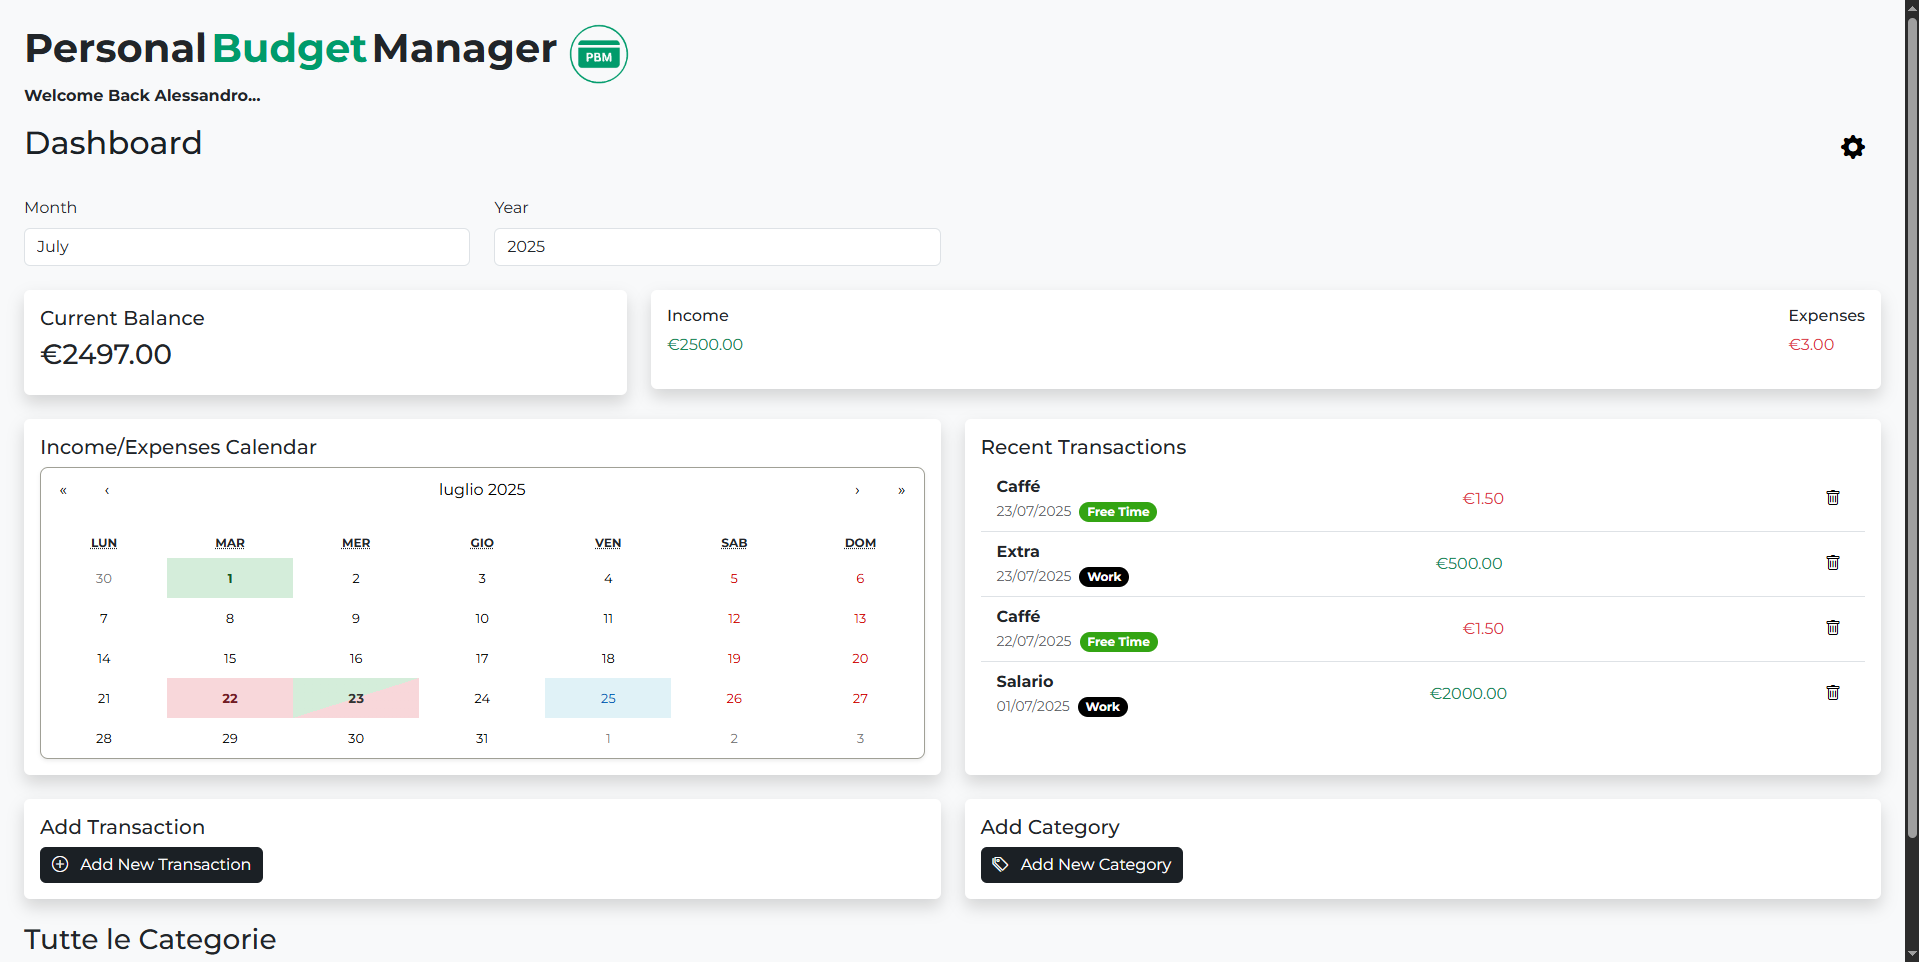 Personal Budget Manager PBM
Welcome Back Alessandro...
Dashboard
Month
Year
July
2025
Current Balance
€2497.00
Income
Expenses
€2500.00
€3.00
Income/Expenses Calendar
« ‹ luglio 2025 › »
LUN MAR MER GIO VEN SAB DOM
30 1 2 3 4 5 6
7 8 9 10 11 12 13
14 15 16 17 18 19 20
21 22 23 24 25 26 27
28 29 30 31 1 2 3
Recent Transactions
Caffé
€1.50
23/07/2025 Free Time
Extra
€500.00
23/07/2025 Work
Caffé
€1.50
22/07/2025 Free Time
Salario
€2000.00
01/07/2025 Work
Add Transaction
Add New Transaction
Add Category
Add New Category
Tutte le Categorie